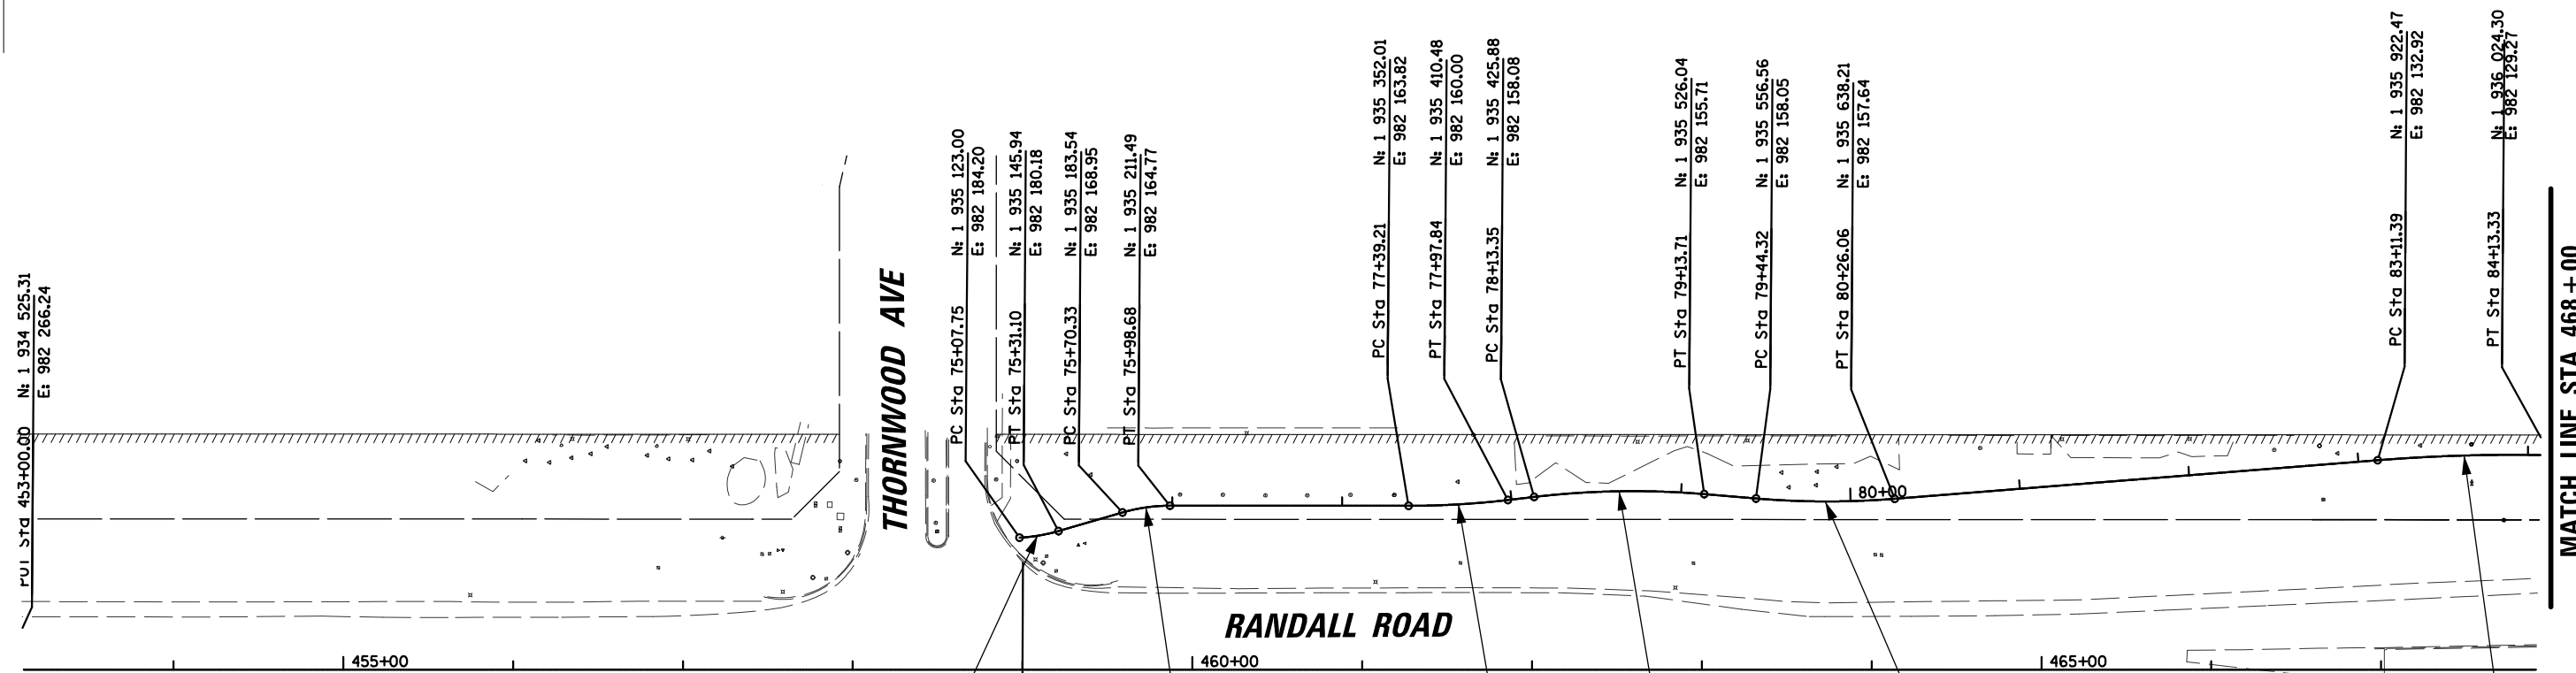 POT Sta 453+00.00 N: 1 934 525.31
E: 982 266.24
THORNWOOD AVE
PC Sta 75+07.75 N: 1 935 123.00
E: 982 184.20
PT Sta 75+31.10 N: 1 935 145.94
E: 982 180.18
PC Sta 75+70.33 N: 1 935 183.54
E: 982 168.95
PT Sta 75+98.68 N: 1 935 211.49
E: 982 164.77
PC Sta 77+39.21 N: 1 935 352.01
E: 982 163.82
PT Sta 77+97.84 N: 1 935 410.48
E: 982 160.00
PC Sta 78+13.35 N: 1 935 425.88
E: 982 158.08
PT Sta 79+13.71 N: 1 935 526.04
E: 982 155.71
PC Sta 79+44.32 N: 1 935 556.56
E: 982 158.05
PT Sta 80+26.06 N: 1 935 638.21
E: 982 157.64
PC Sta 83+11.39 N: 1 935 922.47
E: 982 132.92
PT Sta 84+13.33 N: 1 936 024.30
E: 982 129.27
MATCH LINE STA 468+00
80+00
RANDALL ROAD
455+00
460+00
465+00